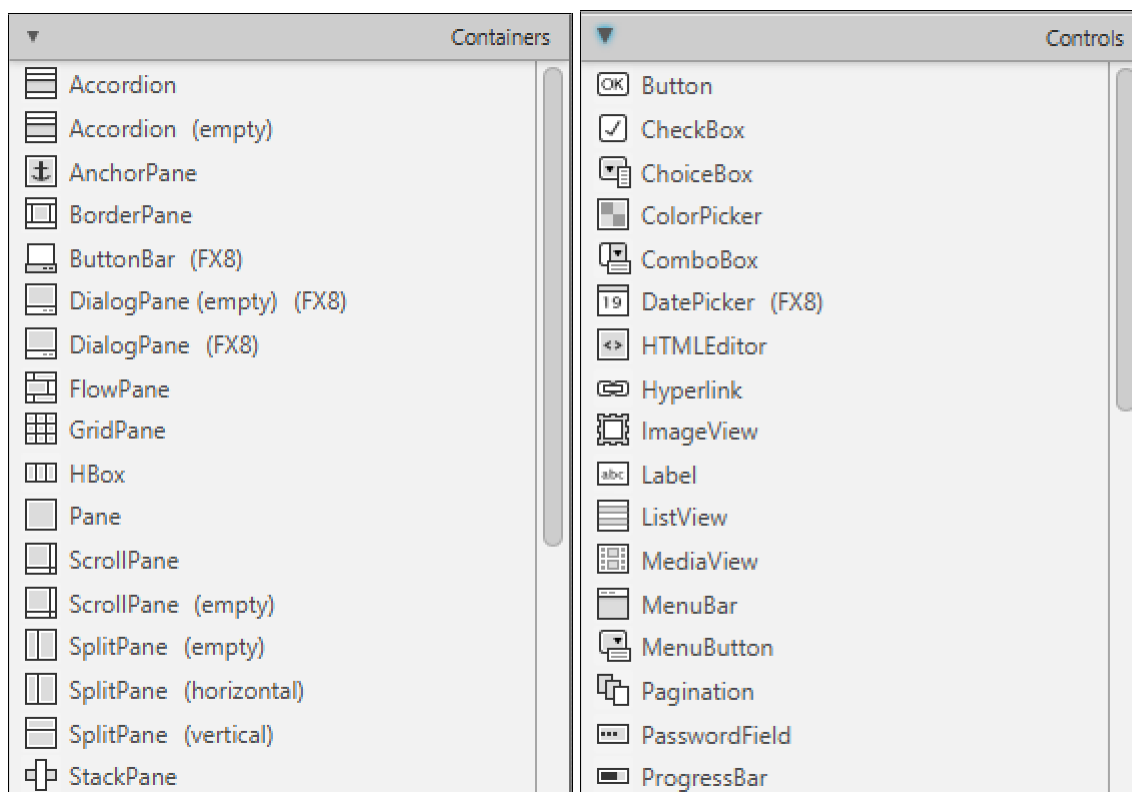 Containers
Accordion
Accordion (empty)
AnchorPane
BorderPane
ButtonBar (FX8)
DialogPane (empty) (FX8)
DialogPane (FX8)
FlowPane
GridPane
HBox
Pane
ScrollPane
ScrollPane (empty)
SplitPane (empty)
SplitPane (horizontal)
SplitPane (vertical)
StackPane
Controls
OK Button
CheckBox
ChoiceBox
ColorPicker
ComboBox
19 DatePicker (FX8)
<> HTMLEditor
Hyperlink
ImageView
abc Label
ListView
MediaView
MenuBar
MenuButton
Pagination
PasswordField
ProgressBar